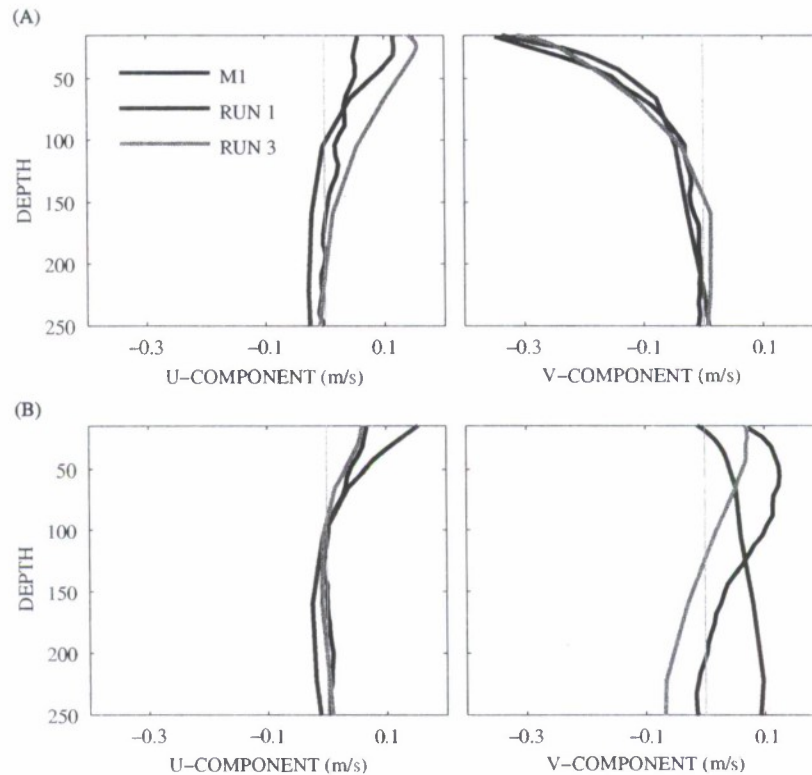 (A)
M1
RUN 1
RUN 3
50
100
150
200
250
DEPTH
−0.3 −0.1 0.1
U−COMPONENT (m/s)
−0.3 −0.1 0.1
V−COMPONENT (m/s)
(B)
50
100
150
200
250
DEPTH
−0.3 −0.1 0.1
U−COMPONENT (m/s)
−0.3 −0.1 0.1
V−COMPONENT (m/s)